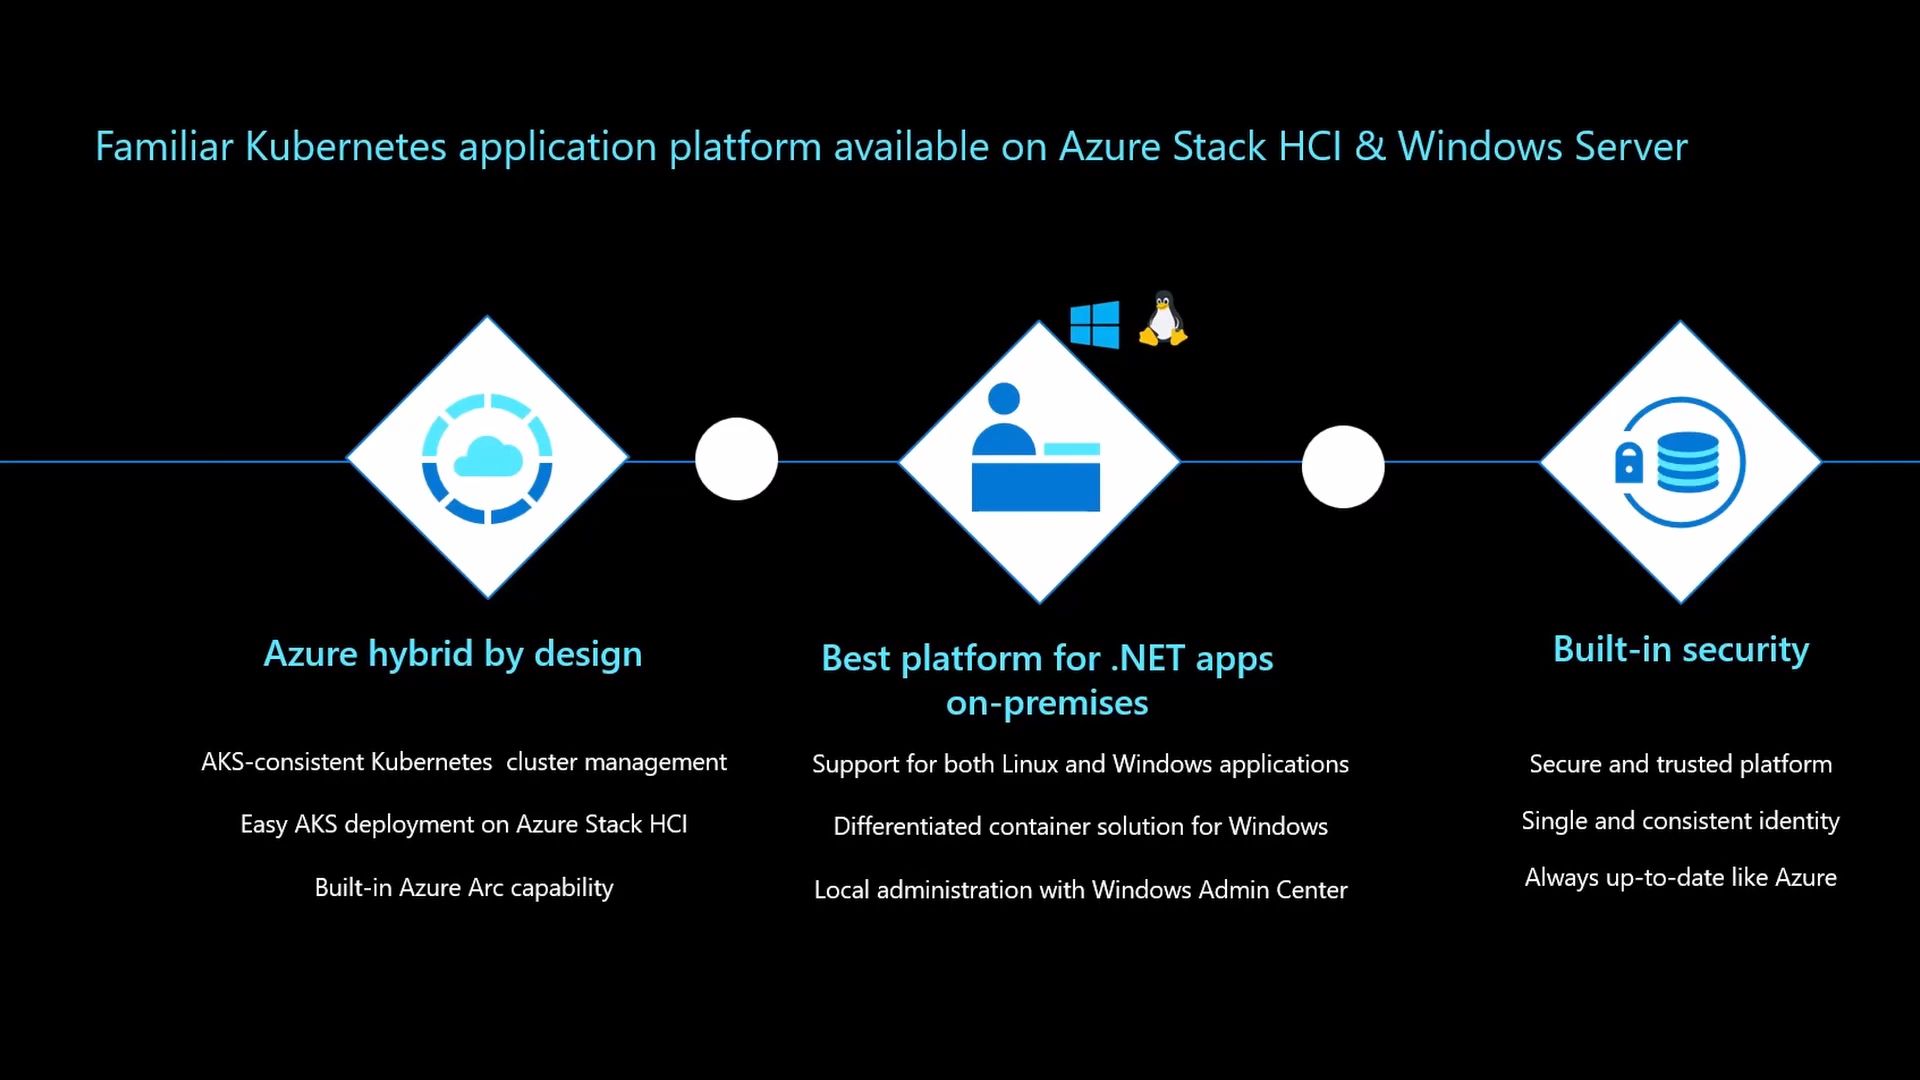 Familiar Kubernetes application platform available on Azure Stack HCI & Windows Server
Azure hybrid by design
AKS-consistent Kubernetes  cluster management
Easy AKS deployment on Azure Stack HCI
Built-in Azure Arc capability
Best platform for .NET apps
on-premises
Support for both Linux and Windows applications
Differentiated container solution for Windows
Local administration with Windows Admin Center
Built-in security
Secure and trusted platform
Single and consistent identity
Always up-to-date like Azure